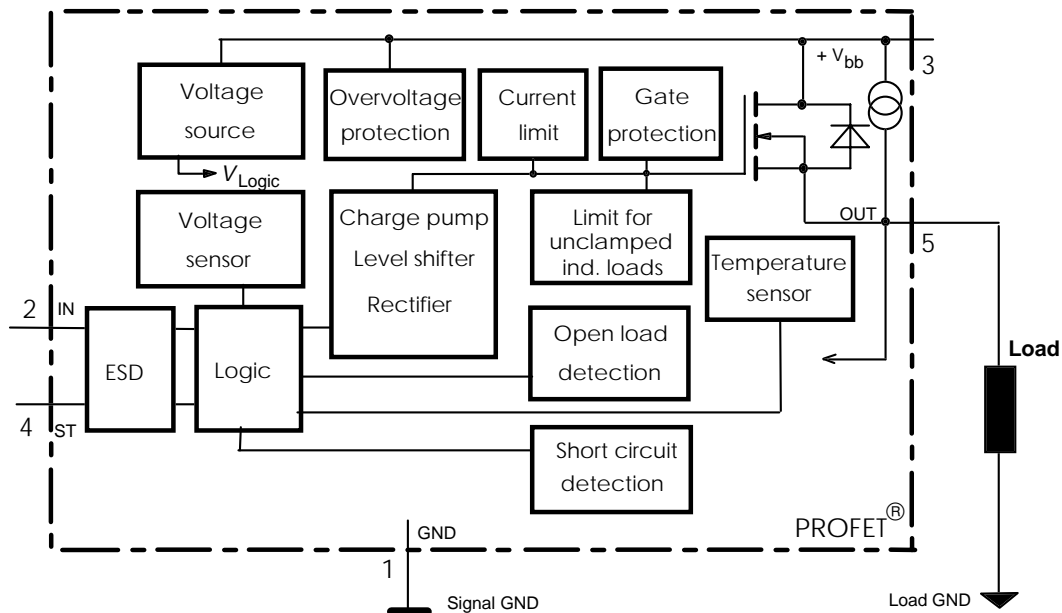 + V bb
3
Voltage
source
Overvoltage
protection
Current
limit
Gate
protection
V Logic
Voltage
sensor
Charge pump
Level shifter
Rectifier
Limit for
unclamped
ind. loads
OUT
5
Temperature
sensor
2
IN
ESD
Logic
Open load
detection
Load
4
ST
Short circuit
detection
PROFET®
GND
1
Signal GND
Load GND